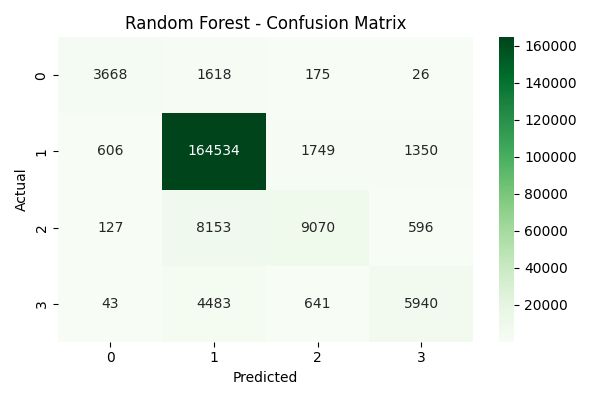 Random Forest - Confusion Matrix
Actual
0 3668 1618 175 26
1 606 164534 1749 1350
2 127 8153 9070 596
3 43 4483 641 5940
0 1 2 3
Predicted
160000
140000
120000
100000
80000
60000
40000
20000